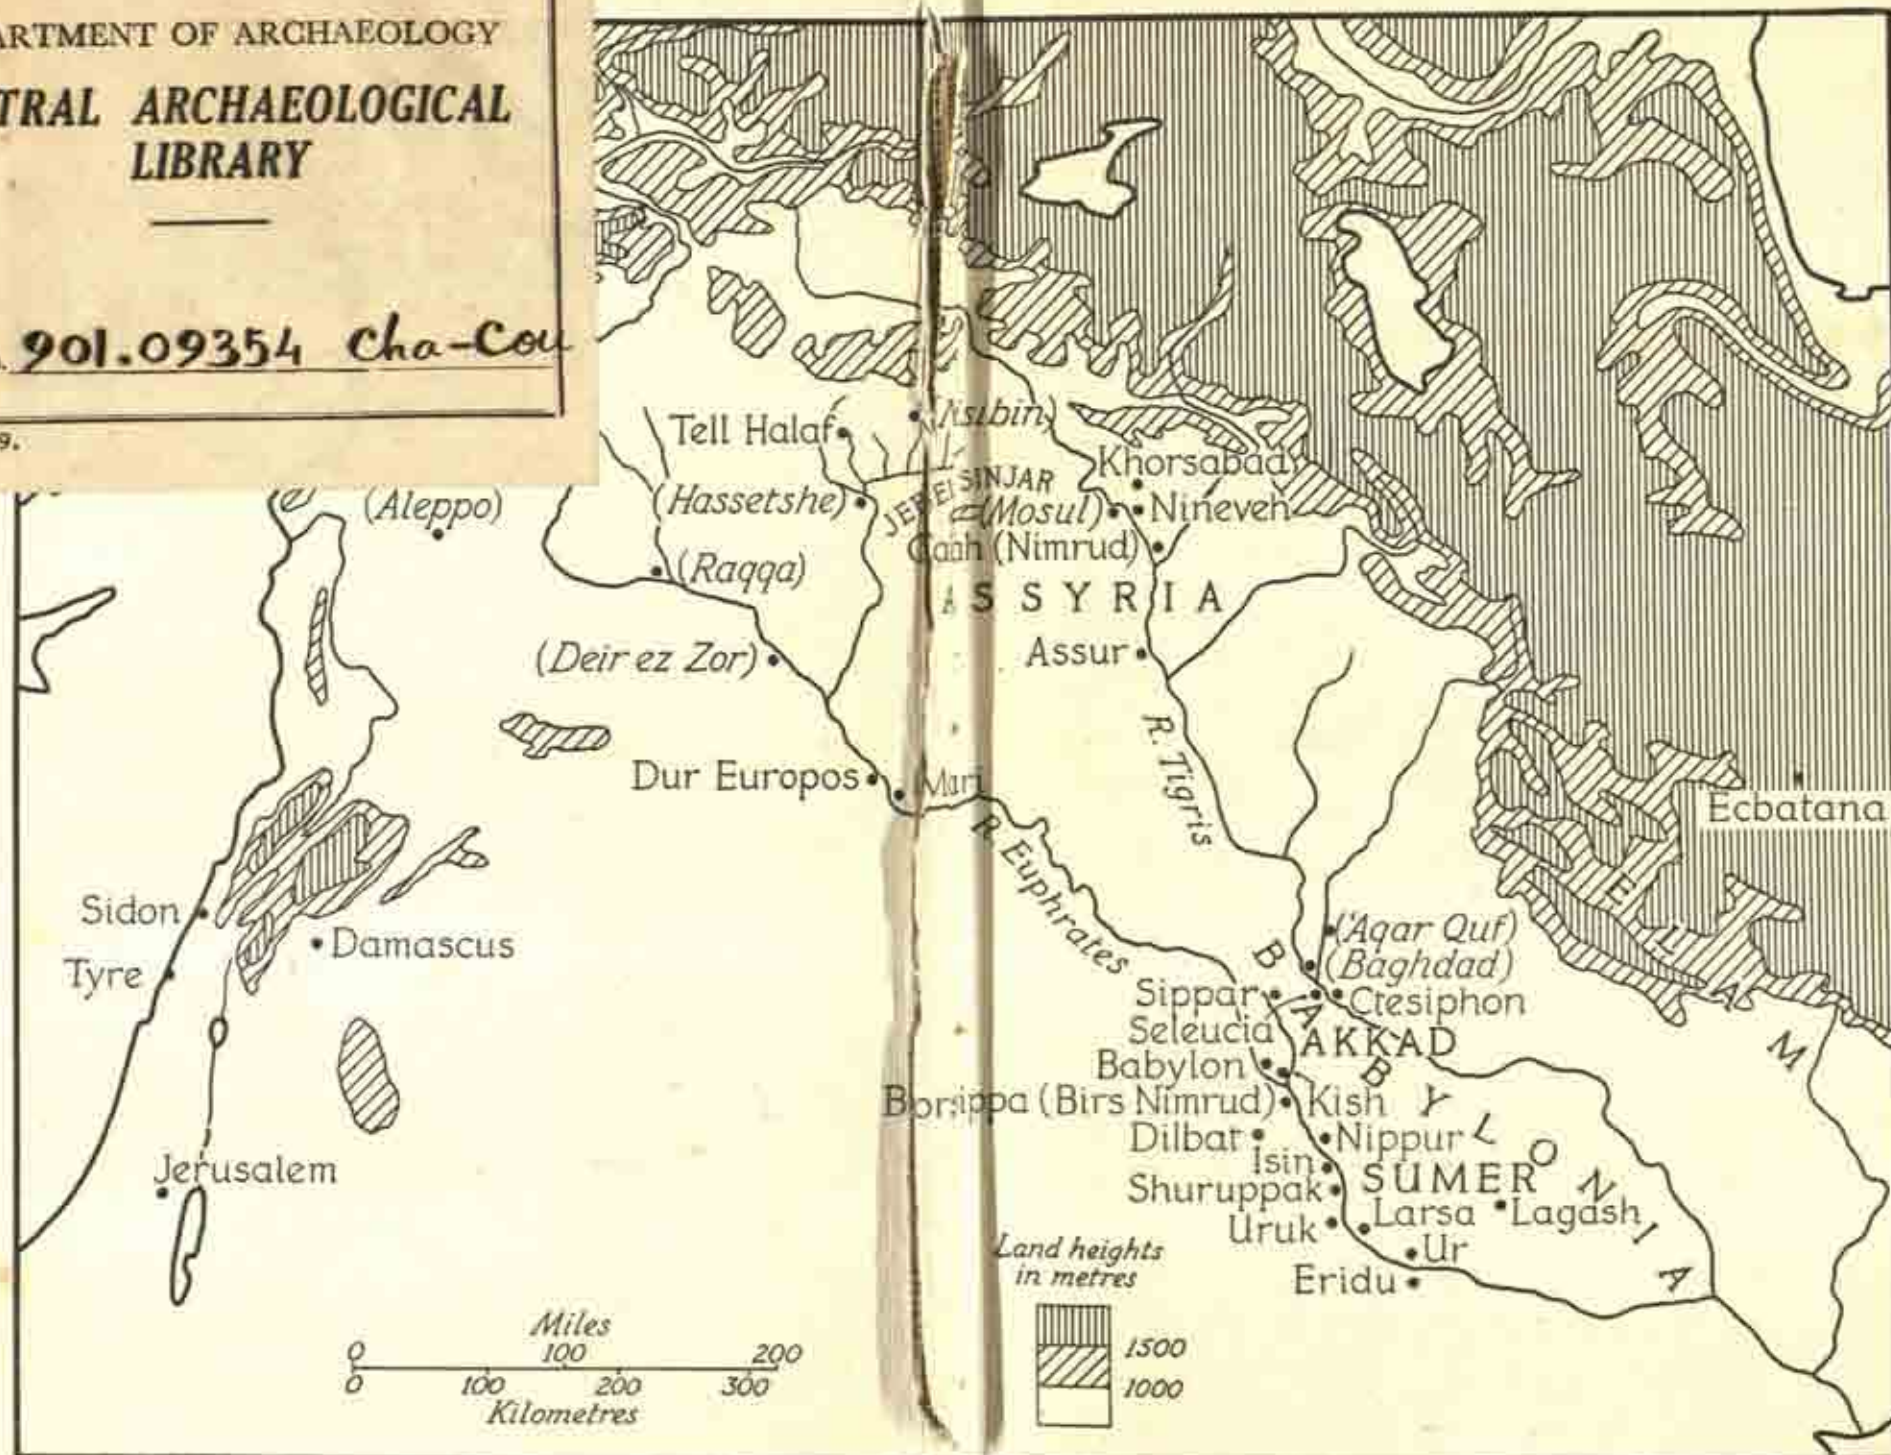 ARTMENT OF ARCHAEOLOGY
TRAL ARCHAEOLOGICAL
LIBRARY
901.09354 Cha-Cou
9.
(Aleppo)
Tell Halaf
(Hassetshe)
JEBEL SINJAR
Khorsabad
(Mosul)
Nineveh
(Nimrud)
(Raqqa)
ASSYRIA
(Deir ez Zor)
Assur
R. Tigris
Dur Europos
Mari
R. Euphrates
Ecbatana
ELAM
Sidon
Damascus
Tyre
('Aqar Quf)
(Baghdad)
Sippar
Ctesiphon
Seleucia
AKKAD
BABYLONIA
Babylon
Borsippa (Birs Nimrud)
Kish
Dilbat
Nippur
Isin
SUMER
Shuruppak
Larsa
Lagash
Uruk
Ur
Eridu
Jerusalem
Land heights
in metres
1500
1000
Miles
0 100 200
0 100 200 300
Kilometres